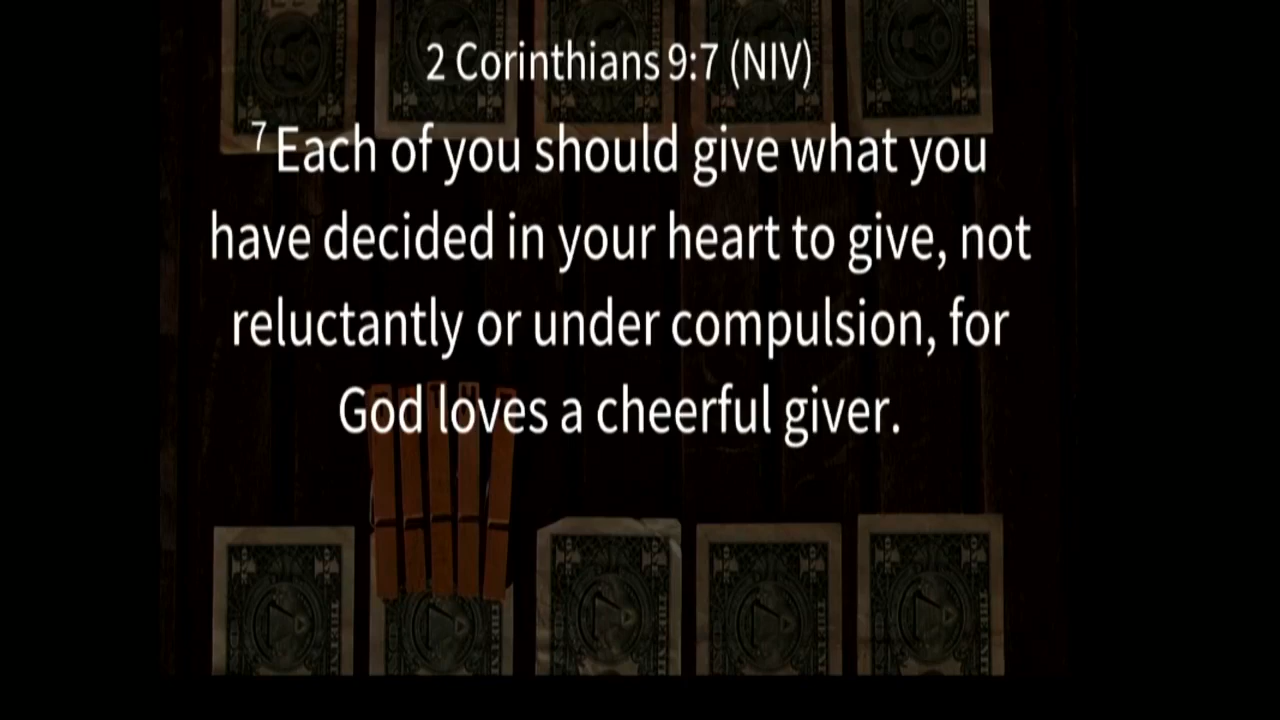 2 Corinthians 9:7 (NIV)
7 Each of you should give what you
have decided in your heart to give, not
reluctantly or under compulsion, for
God loves a cheerful giver.